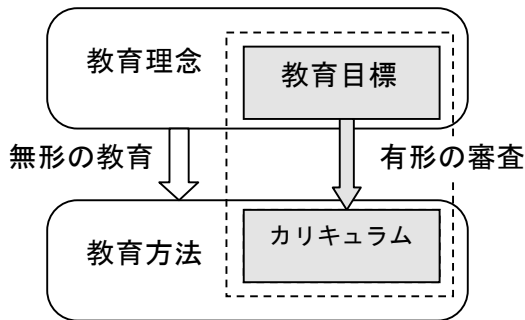 教育理念
教育目標
無形の教育
有形の審査
教育方法
カリキュラム